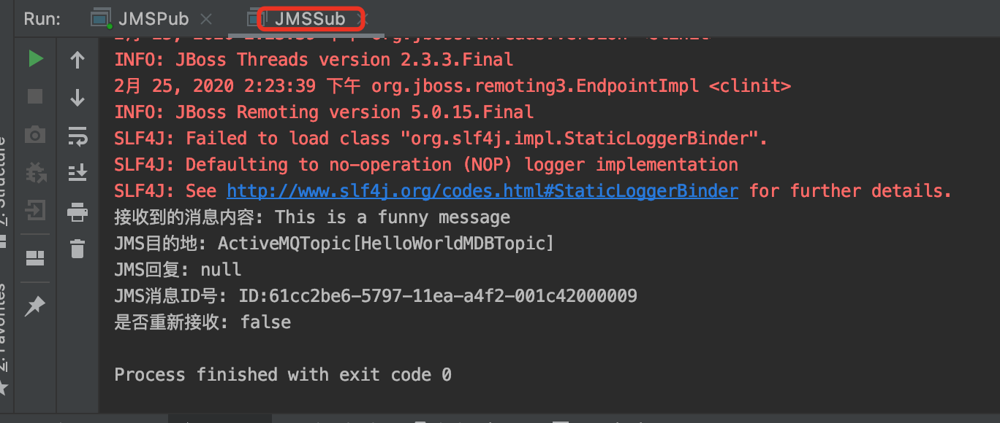 Run:
JMSPub
JMSSub
INFO: JBoss Threads version 2.3.3.Final
2月 25, 2020 2:23:39 下午 org.jboss.remoting3.EndpointImpl <clinit>
INFO: JBoss Remoting version 5.0.15.Final
SLF4J: Failed to load class "org.slf4j.impl.StaticLoggerBinder".
SLF4J: Defaulting to no-operation (NOP) logger implementation
SLF4J: See http://www.slf4j.org/codes.html#StaticLoggerBinder for further details.
接收到的消息内容: This is a funny message
JMS目的地: ActiveMQTopic[HelloWorldMDBTopic]
JMS回复: null
JMS消息ID号: ID:61cc2be6-5797-11ea-a4f2-001c42000009
是否重新接收: false
Process finished with exit code 0
Z: Structure
2: Favorites